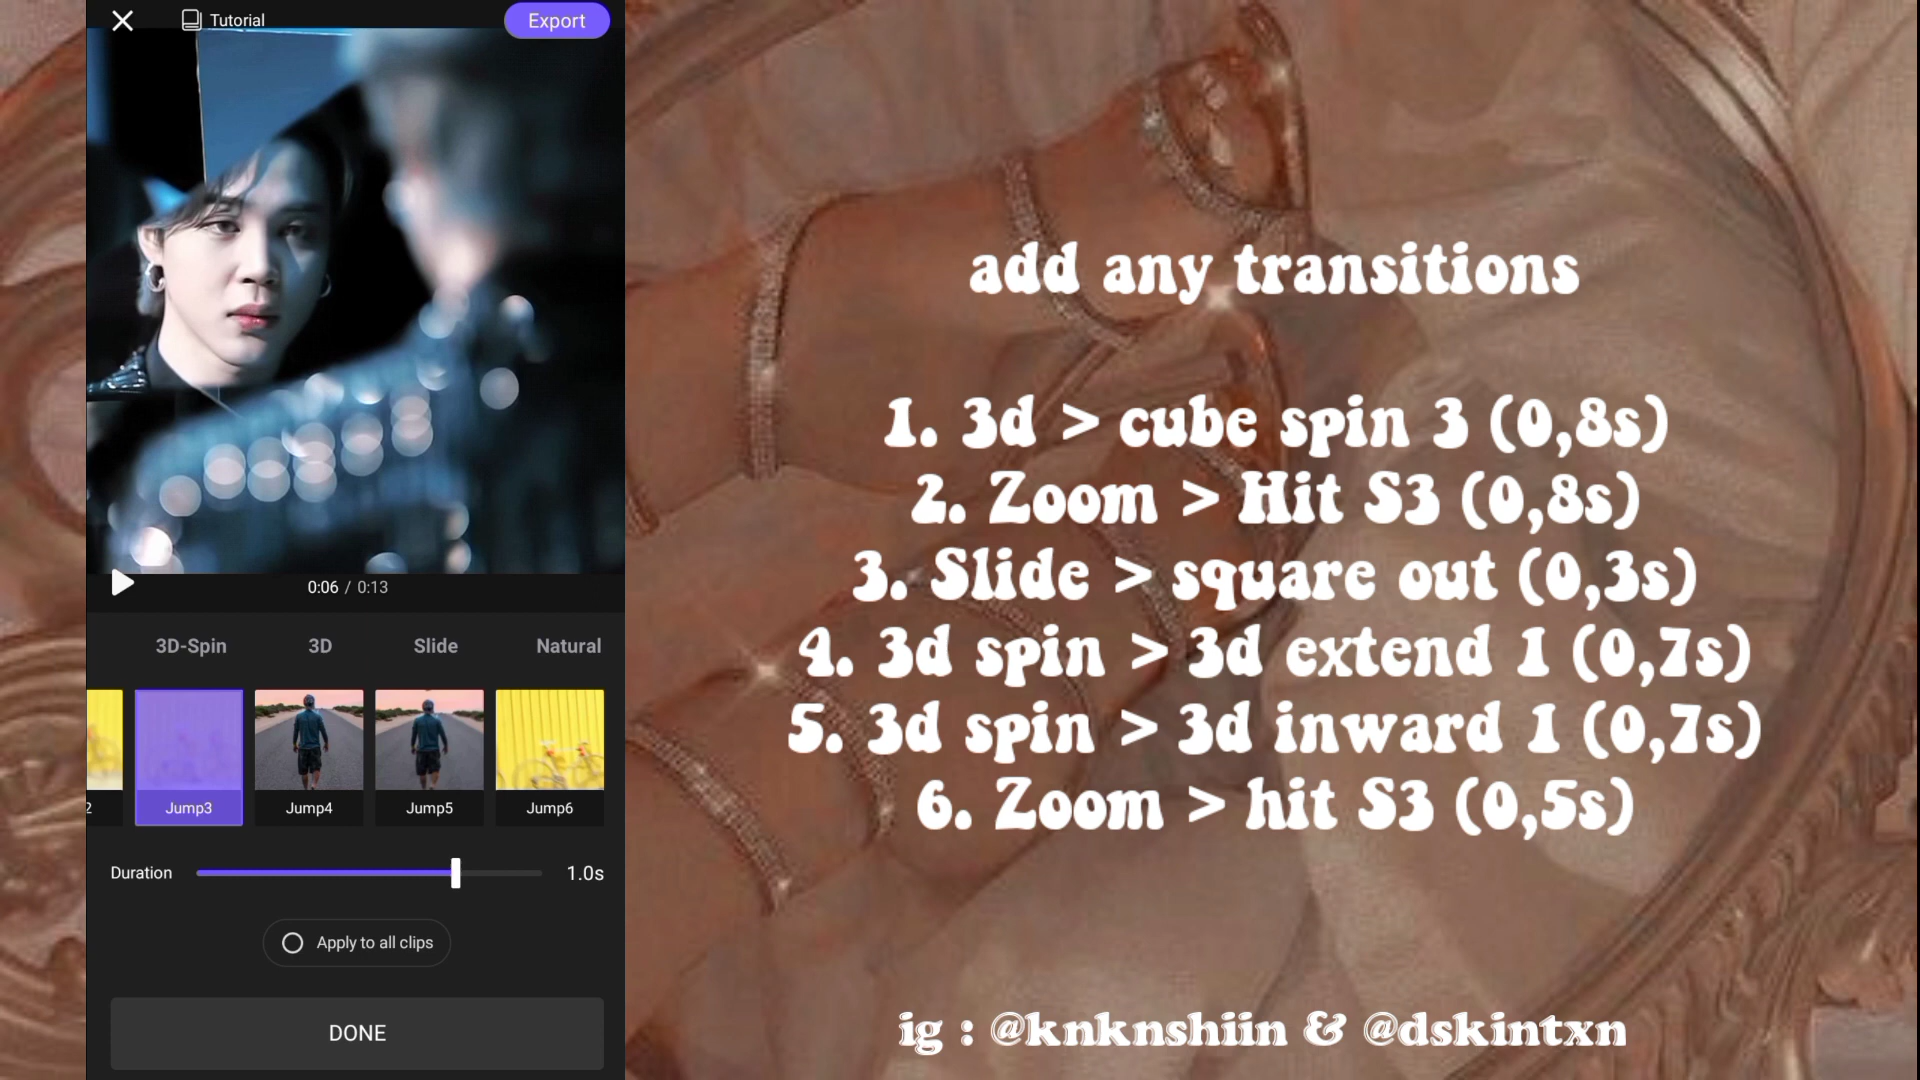 Tutorial
Export
0:06 / 0:13
3D-Spin 3D Slide Natural
2 Jump3 Jump4 Jump5 Jump6
Duration 1.0s
Apply to all clips
DONE
add any transitions
1. 3d > cube spin 3 (0,8s)
2. Zoom > Hit S3 (0,8s)
3. Slide > square out (0,3s)
4. 3d spin > 3d extend 1 (0,7s)
5. 3d spin > 3d inward 1 (0,7s)
6. Zoom > hit S3 (0,5s)
ig : @knknshiin & @dskintxn